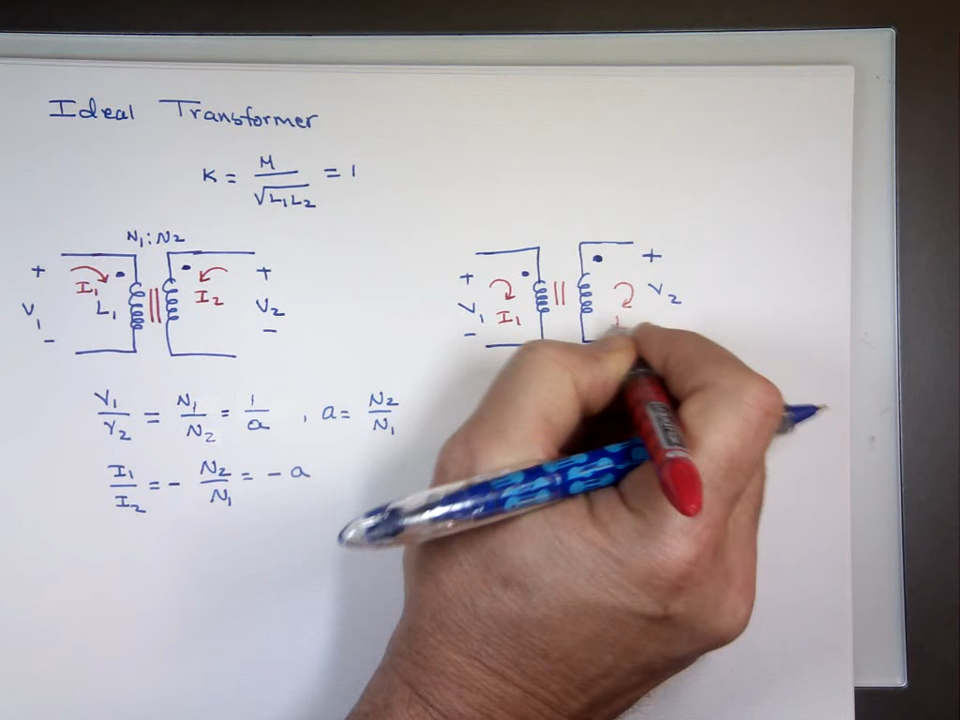 Ideal Transformer
K = M / √L₁L₂ = 1
N₁ : N₂
+ I₁ L₁ I₂ +
V₁ V₂
- -
+ +
V₁ I₁ V₂
-
V₁/V₂ = N₁/N₂ = 1/a , a = N₂/N₁
I₁/I₂ = - N₂/N₁ = - a